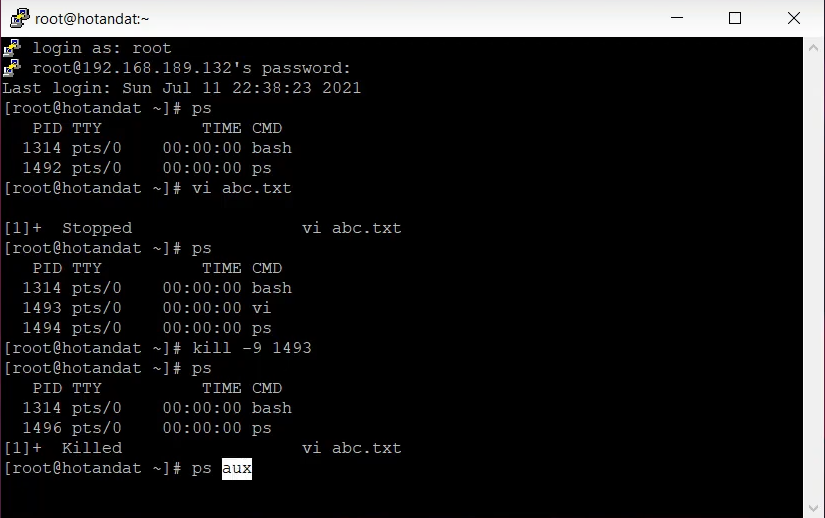 root@hotandat:~
login as: root
root@192.168.189.132's password:
Last login: Sun Jul 11 22:38:23 2021
[root@hotandat ~]# ps
   PID TTY          TIME CMD
  1314 pts/0    00:00:00 bash
  1492 pts/0    00:00:00 ps
[root@hotandat ~]# vi abc.txt
[1]+  Stopped                 vi abc.txt
[root@hotandat ~]# ps
   PID TTY          TIME CMD
  1314 pts/0    00:00:00 bash
  1493 pts/0    00:00:00 vi
  1494 pts/0    00:00:00 ps
[root@hotandat ~]# kill -9 1493
[root@hotandat ~]# ps
   PID TTY          TIME CMD
  1314 pts/0    00:00:00 bash
  1496 pts/0    00:00:00 ps
[1]+  Killed                  vi abc.txt
[root@hotandat ~]# ps aux